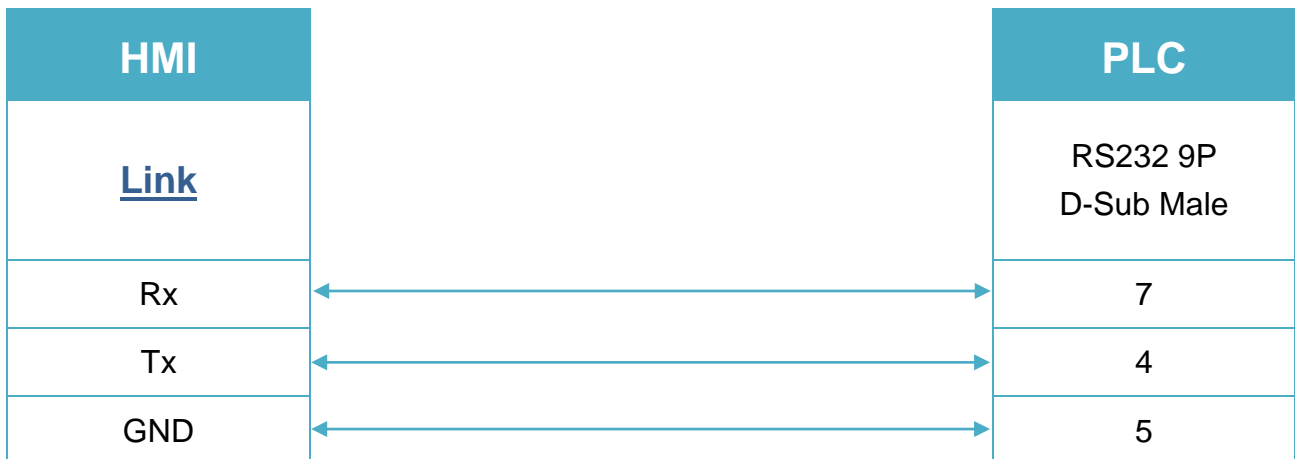 HMI PLC
Link RS232 9P
D-Sub Male
Rx 7
Tx 4
GND 5